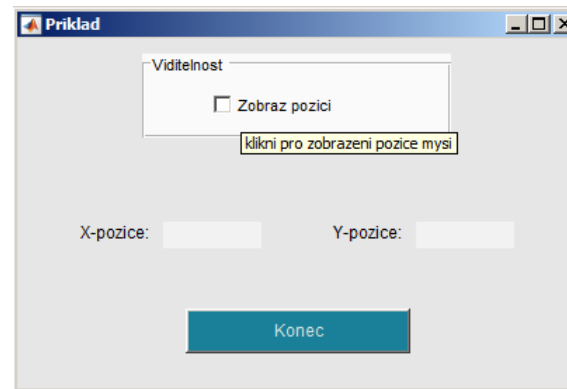 Priklad
Viditelnost
Zobraz pozici
klikni pro zobrazeni pozice mysi
X-pozice: Y-pozice:
Konec